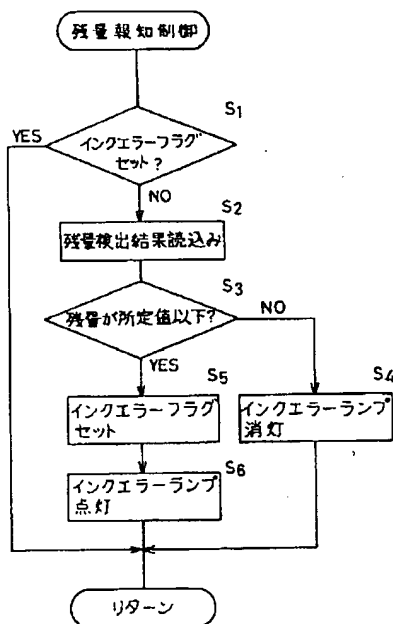 残量報知制御
S1
YES
インクエラーフラグ
セット?
NO
S2
残量検出結果読込み
S3
残量が所定値以下?
NO
YES
S5
インクエラーフラグ
セット
S4
インクエラーランプ
消灯
S6
インクエラーランプ
点灯
リターン